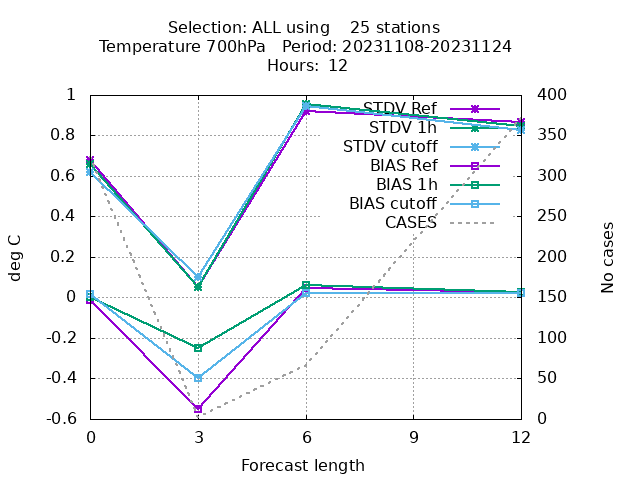 Selection: ALL using    25 stations
Temperature 700hPa   Period: 20231108-20231124
Hours:  12
1
0.8
0.6
0.4
0.2
0
-0.2
-0.4
-0.6
deg C
STDV Ref
STDV 1h
STDV cutoff
BIAS Ref
BIAS 1h
BIAS cutoff
CASES
400
350
300
250
200
150
100
50
0
No cases
0 3 6 9 12
Forecast length